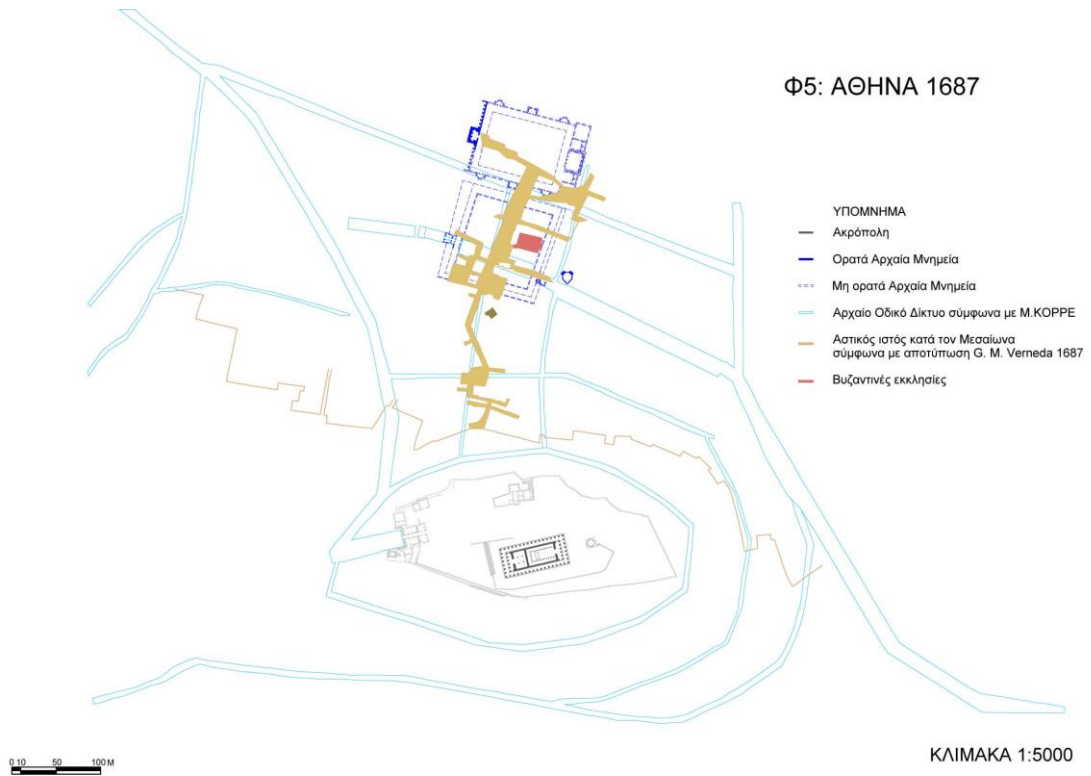 Φ5: ΑΘΗΝΑ 1687
ΥΠΟΜΝΗΜΑ
Ακρόπολη
Ορατά Αρχαία Μνημεία
Μη ορατά Αρχαία Μνημεία
Αρχαίο Οδικό Δίκτυο σύμφωνα με Μ.ΚΟΡΡΕ
Αστικός ιστός κατά τον Μεσαίωνα
σύμφωνα με αποτύπωση G. M. Verneda 1687
Βυζαντινές εκκλησίες
0 10 50 100 M
ΚΛΙΜΑΚΑ 1:5000